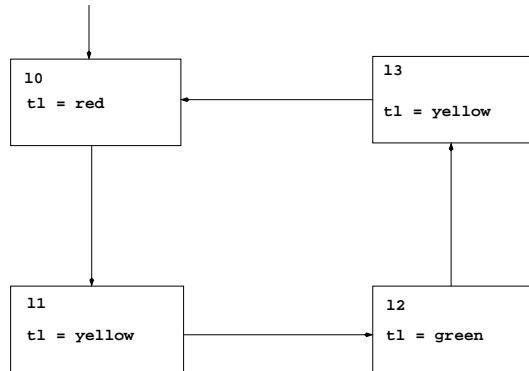 l0
tl = red
l3
tl = yellow
l1
tl = yellow
l2
tl = green